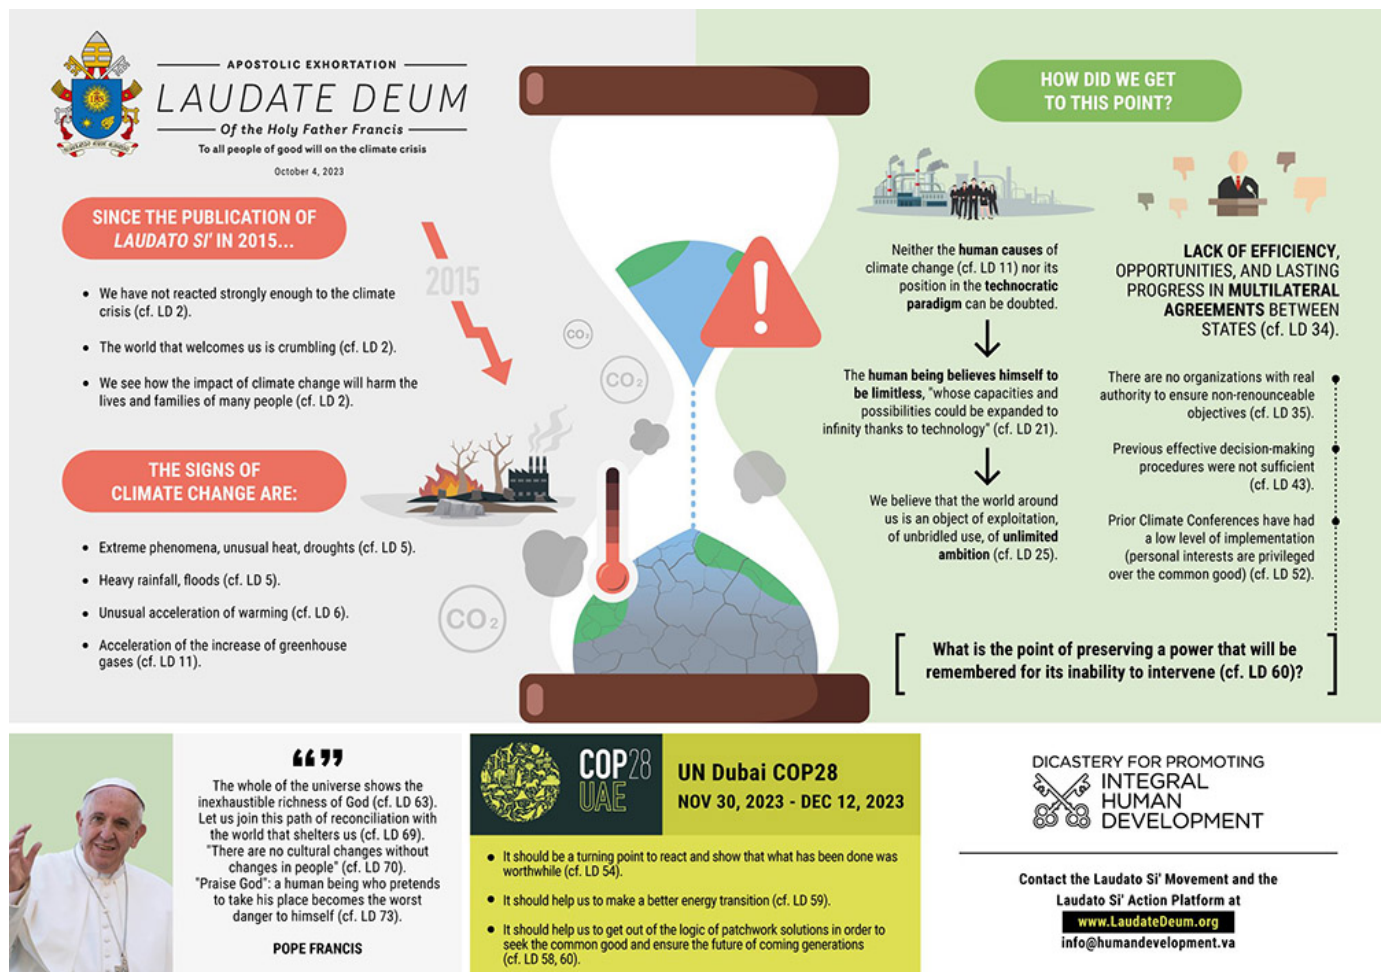 APOSTOLIC EXHORTATION
LAUDATE DEUM
Of the Holy Father Francis
To all people of good will on the climate crisis
October 4, 2023
SINCE THE PUBLICATION OF
LAUDATO SI' IN 2015...
2015
• We have not reacted strongly enough to the climate
crisis (cf. LD 2).
• The world that welcomes us is crumbling (cf. LD 2).
• We see how the impact of climate change will harm the
lives and families of many people (cf. LD 2).
CO₂
CO₂
THE SIGNS OF
CLIMATE CHANGE ARE:
• Extreme phenomena, unusual heat, droughts (cf. LD 5).
• Heavy rainfall, floods (cf. LD 5).
• Unusual acceleration of warming (cf. LD 6).
• Acceleration of the increase of greenhouse
gases (cf. LD 11).
CO₂
HOW DID WE GET
TO THIS POINT?
Neither the human causes of
climate change (cf. LD 11) nor its
position in the technocratic
paradigm can be doubted.
The human being believes himself to
be limitless, "whose capacities and
possibilities could be expanded to
infinity thanks to technology" (cf. LD 21).
We believe that the world around
us is an object of exploitation,
of unbridled use, of unlimited
ambition (cf. LD 25).
LACK OF EFFICIENCY,
OPPORTUNITIES, AND LASTING
PROGRESS IN MULTILATERAL
AGREEMENTS BETWEEN
STATES (cf. LD 34).
There are no organizations with real
authority to ensure non-renounceable
objectives (cf. LD 35).
Previous effective decision-making
procedures were not sufficient
(cf. LD 43).
Prior Climate Conferences have had
a low level of implementation
(personal interests are privileged
over the common good) (cf. LD 52).
What is the point of preserving a power that will be
remembered for its inability to intervene (cf. LD 60)?
The whole of the universe shows the
inexhaustible richness of God (cf. LD 63).
Let us join this path of reconciliation with
the world that shelters us (cf. LD 69).
"There are no cultural changes without
changes in people" (cf. LD 70).
"Praise God": a human being who pretends
to take his place becomes the worst
danger to himself (cf. LD 73).
POPE FRANCIS
COP28
UAE
UN Dubai COP28
NOV 30, 2023 - DEC 12, 2023
• It should be a turning point to react and show that what has been done was
worthwhile (cf. LD 54).
• It should help us to make a better energy transition (cf. LD 59).
• It should help us to get out of the logic of patchwork solutions in order to
seek the common good and ensure the future of coming generations
(cf. LD 58, 60).
DICASTERY FOR PROMOTING
INTEGRAL
HUMAN
DEVELOPMENT
Contact the Laudato Si' Movement and the
Laudato Si' Action Platform at
www.LaudateDeum.org
info@humandevelopment.va